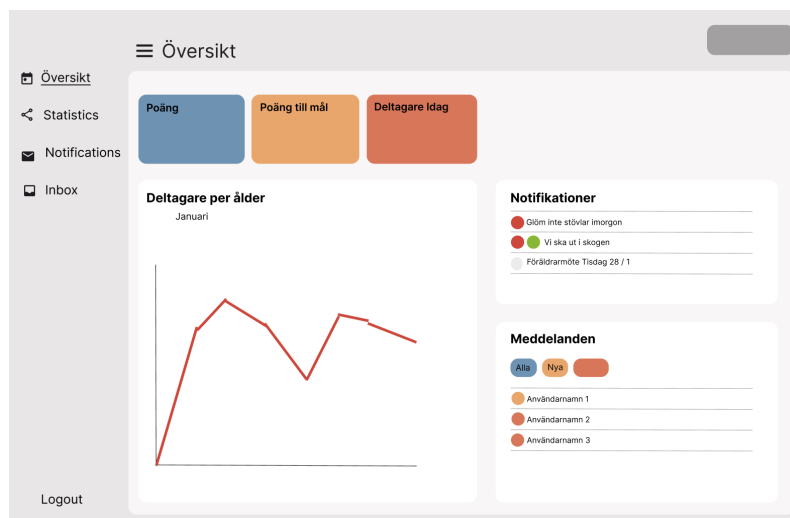 Översikt
Översikt
Statistics
Notifications
Inbox
Logout
Poäng
Poäng till mål
Deltagare Idag
Deltagare per ålder
Januari
Notifikationer
Glöm inte stövlar imorgon
Vi ska ut i skogen
Föräldrarmöte Tisdag 28 / 1
Meddelanden
Alla
Nya
Användarnamn 1
Användarnamn 2
Användarnamn 3